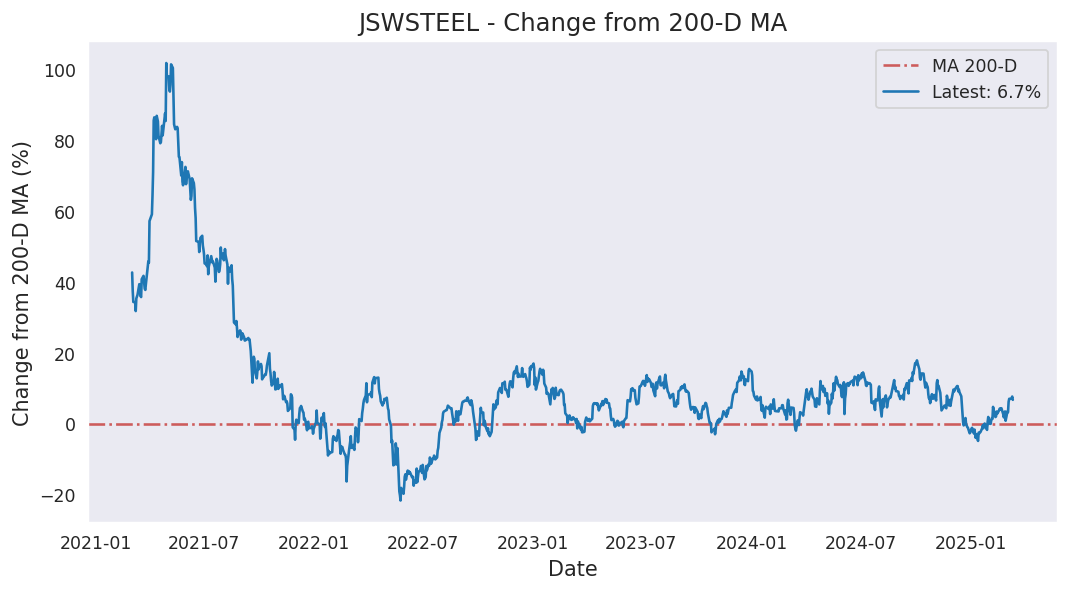 JSWSTEEL - Change from 200-D MA
MA 200-D
Latest: 6.7%
Change from 200-D MA (%)
100
80
60
40
20
0
−20
2021-01 2021-07 2022-01 2022-07 2023-01 2023-07 2024-01 2024-07 2025-01
Date